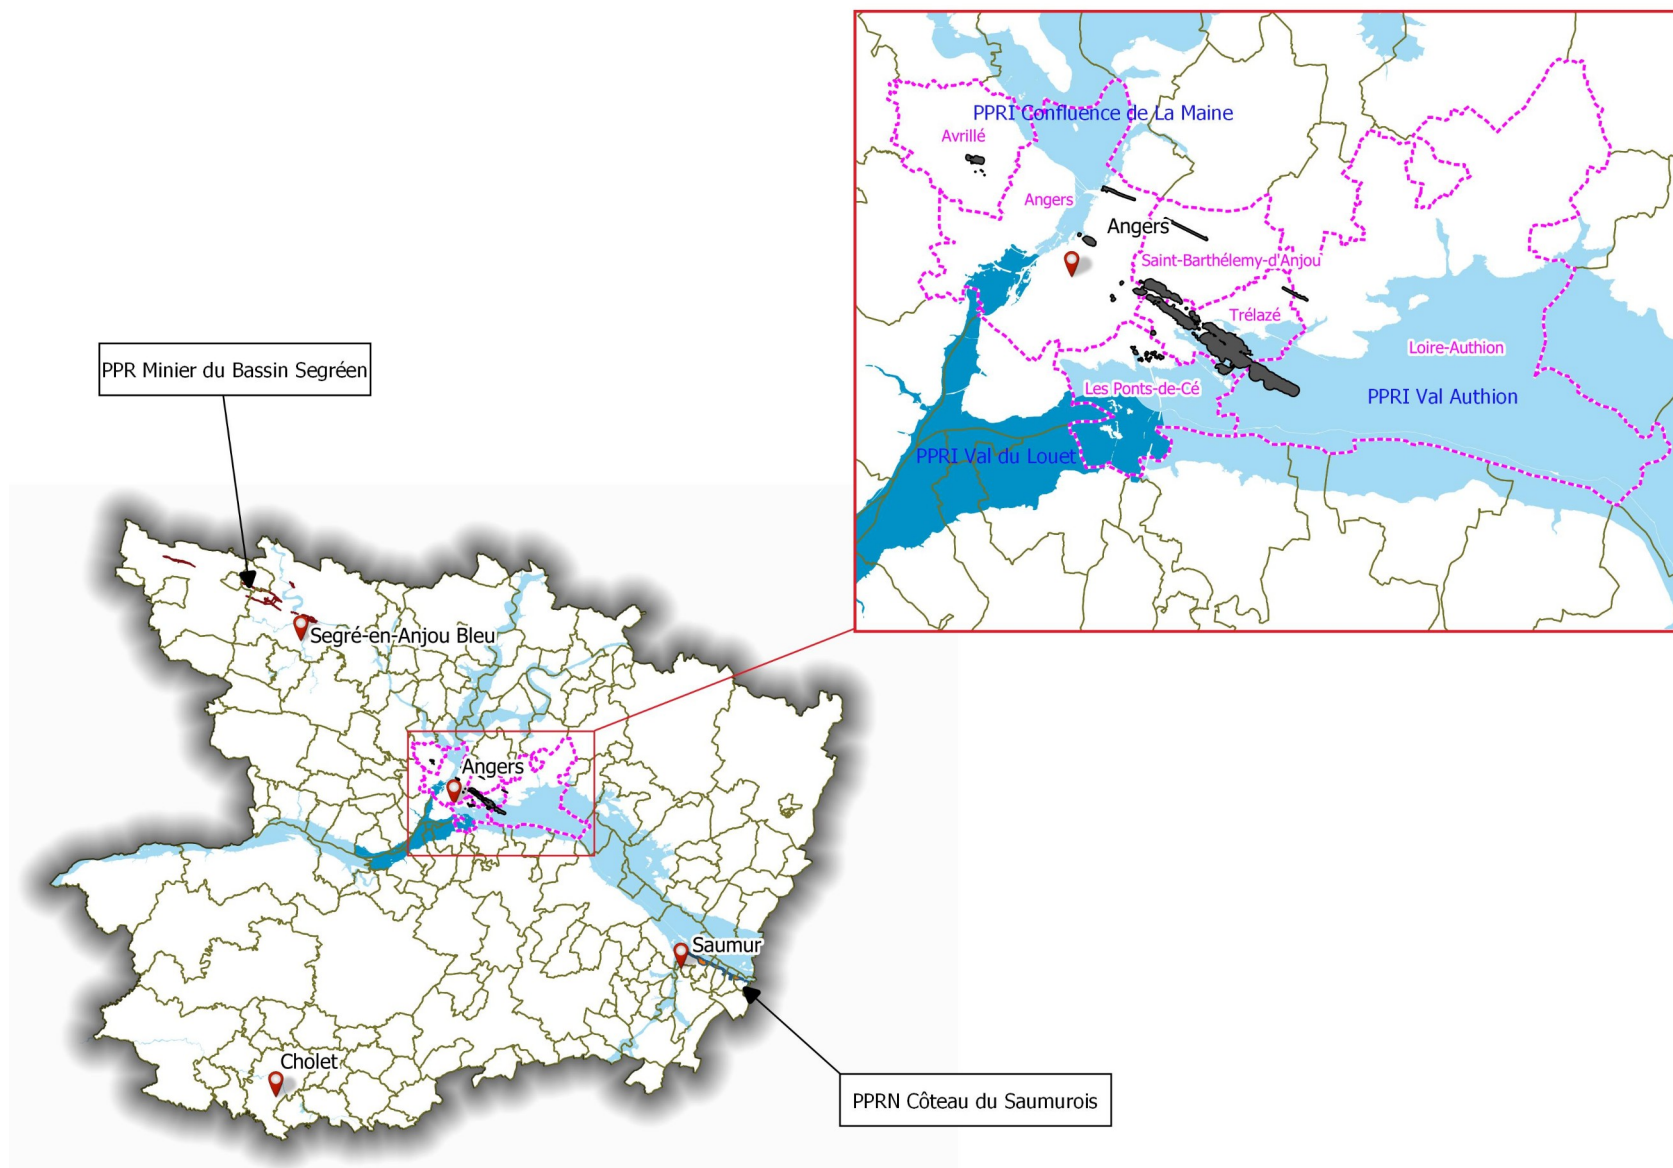 PPRI Confluence de La Maine
Avrillé
Angers
Angers
Saint-Barthélemy-d'Anjou
Trélazé
Loire-Authion
Les Ponts-de-Cé
PPRI Val Authion
PPRI Val du Louet
PPR Minier du Bassin Segréen
Segré-en-Anjou Bleu
Angers
Saumur
Cholet
PPRN Côteau du Saumurois